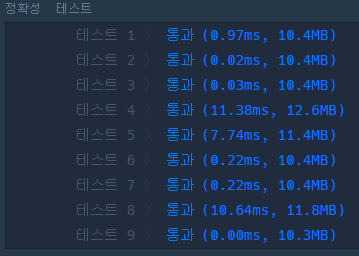 정확성 테스트
테스트 1 〉 통과 (0.97ms, 10.4MB)
테스트 2 〉 통과 (0.02ms, 10.4MB)
테스트 3 〉 통과 (0.03ms, 10.4MB)
테스트 4 〉 통과 (11.38ms, 12.6MB)
테스트 5 〉 통과 (7.74ms, 11.4MB)
테스트 6 〉 통과 (0.22ms, 10.4MB)
테스트 7 〉 통과 (0.22ms, 10.4MB)
테스트 8 〉 통과 (10.64ms, 11.8MB)
테스트 9 〉 통과 (0.00ms, 10.3MB)